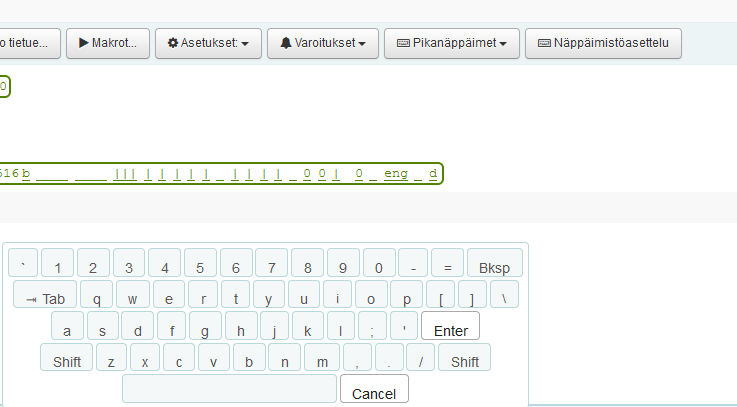 o tietue... Makrot... Asetukset: Varoitukset Pikanäppäimet Näppäimistöasettelu
0
616b ____ ____ ||| | | | | | _ | | | | _ 0 0 | 0 _ eng _ d
` 1 2 3 4 5 6 7 8 9 0 - = Bksp
⇥ Tab q w e r t y u i o p [ ] \
a s d f g h j k l ; ' Enter
Shift z x c v b n m , . / Shift
Cancel